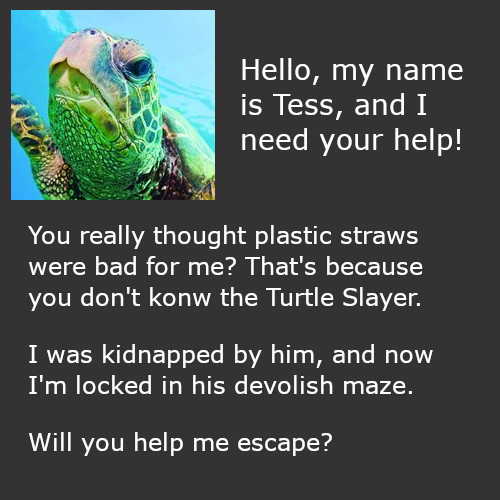 Hello, my name
is Tess, and I
need your help!
You really thought plastic straws
were bad for me? That's because
you don't konw the Turtle Slayer.
I was kidnapped by him, and now
I'm locked in his devolish maze.
Will you help me escape?